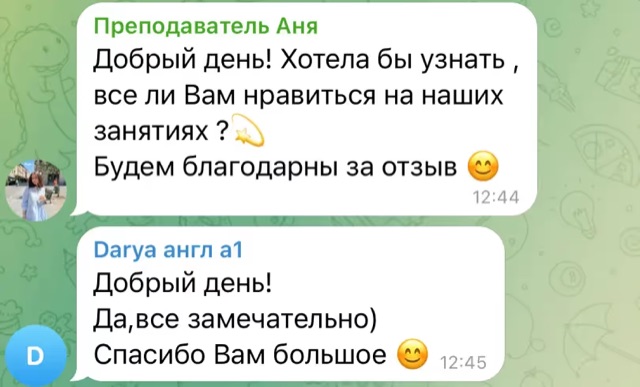 Преподаватель Аня
Добрый день! Хотела бы узнать ,
все ли Вам нравиться на наших
занятиях ?💫
Будем благодарны за отзыв 😊
12:44
Darya англ а1
Добрый день!
Да,все замечательно)
Спасибо Вам большое 😊
12:45
D